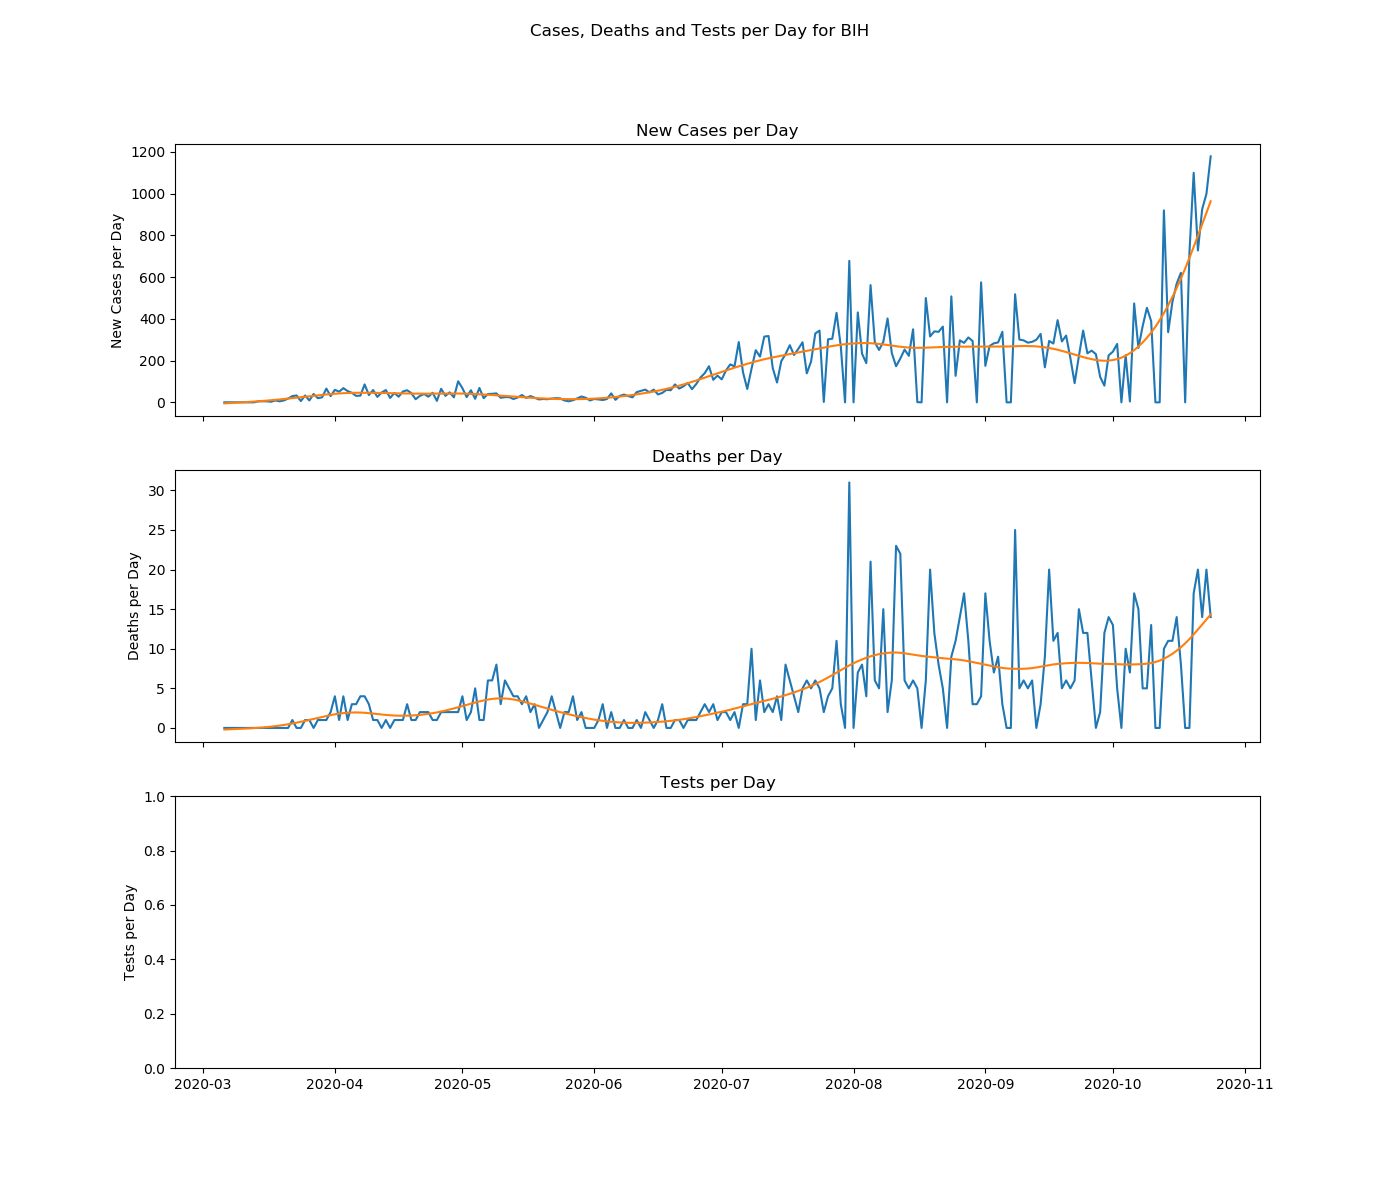 Cases, Deaths and Tests per Day for BIH
New Cases per Day
1200
1000
800
600
400
200
0
New Cases per Day
Deaths per Day
30
25
20
15
10
5
0
Deaths per Day
Tests per Day
1.0
0.8
0.6
0.4
0.2
0.0
Tests per Day
2020-03 2020-04 2020-05 2020-06 2020-07 2020-08 2020-09 2020-10 2020-11